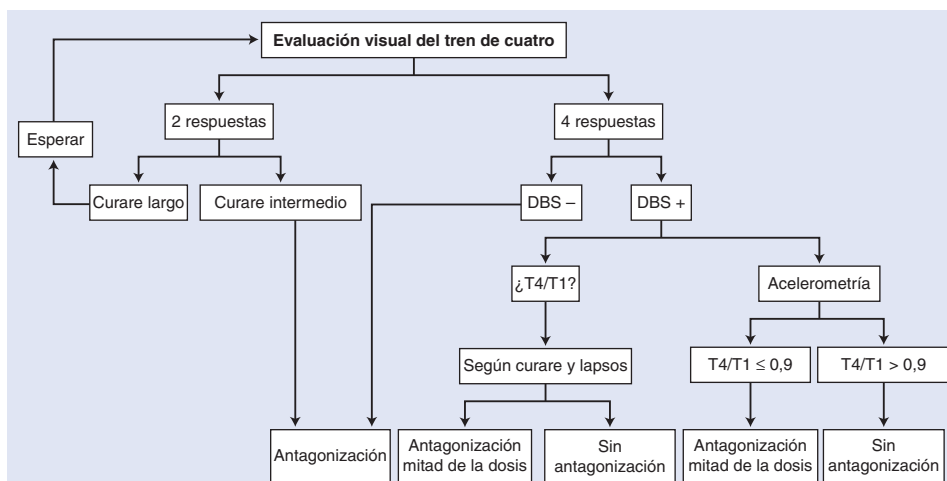 Evaluación visual del tren de cuatro
2 respuestas
4 respuestas
Esperar
Curare largo
Curare intermedio
DBS –
DBS +
¿T4/T1?
Acelerometría
Según curare y lapsos
T4/T1 ≤ 0,9
T4/T1 > 0,9
Antagonización
Antagonización
mitad de la dosis
Sin
antagonización
Antagonización
mitad de la dosis
Sin
antagonización